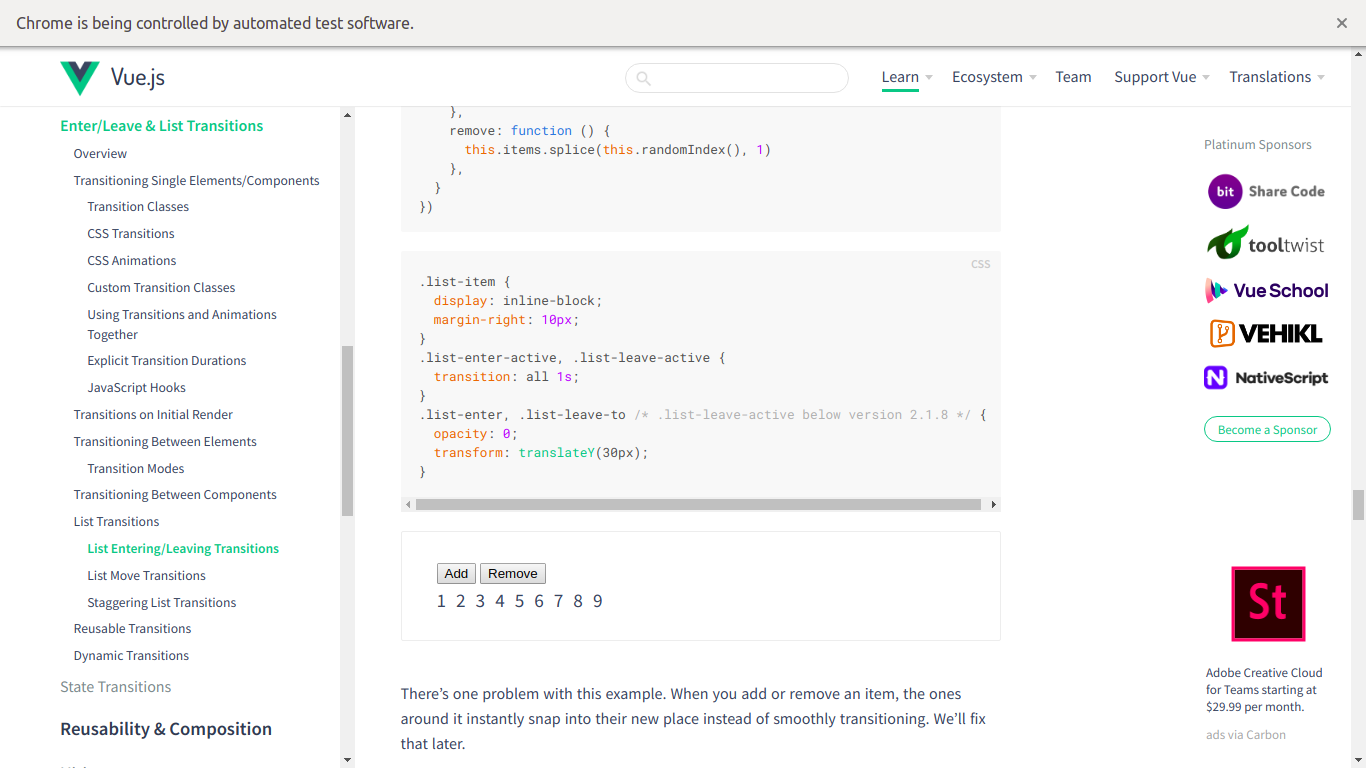 Chrome is being controlled by automated test software.
Vue.js
Learn
Ecosystem
Team
Support Vue
Translations
Enter/Leave & List Transitions
Overview
Transitioning Single Elements/Components
Transition Classes
CSS Transitions
CSS Animations
Custom Transition Classes
Using Transitions and Animations
Together
Explicit Transition Durations
JavaScript Hooks
Transitions on Initial Render
Transitioning Between Elements
Transition Modes
Transitioning Between Components
List Transitions
List Entering/Leaving Transitions
List Move Transitions
Staggering List Transitions
Reusable Transitions
Dynamic Transitions
State Transitions
Reusability & Composition
},
remove: function () {
this.items.splice(this.randomIndex(), 1)
},
}
})
CSS
.list-item {
display: inline-block;
margin-right: 10px;
}
.list-enter-active, .list-leave-active {
transition: all 1s;
}
.list-enter, .list-leave-to /* .list-leave-active below version 2.1.8 */ {
opacity: 0;
transform: translateY(30px);
}
Add Remove
1 2 3 4 5 6 7 8 9
There’s one problem with this example. When you add or remove an item, the ones
around it instantly snap into their new place instead of smoothly transitioning. We’ll fix
that later.
Platinum Sponsors
bit Share Code
tooltwist
Vue School
VEHIKL
N NativeScript
Become a Sponsor
St
Adobe Creative Cloud
for Teams starting at
$29.99 per month.
ads via Carbon